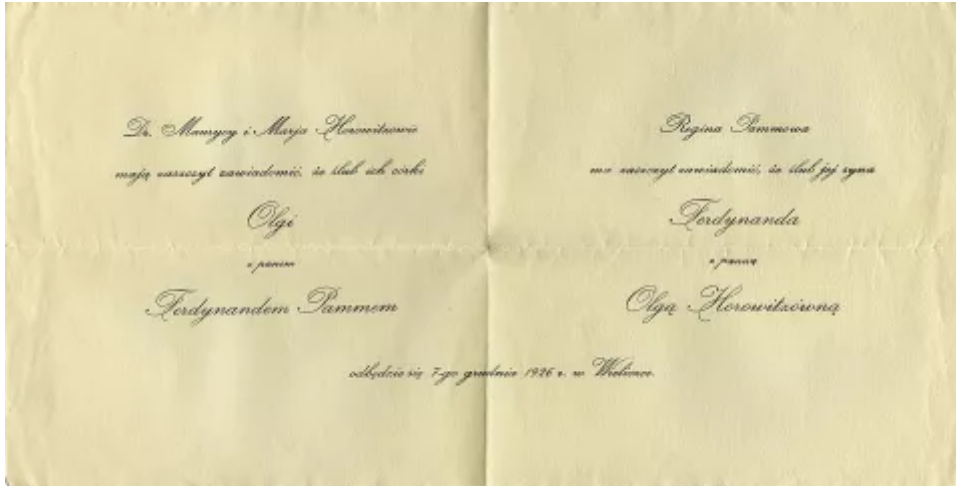 Dr. Maurycy i Marja Horowitzowie
mają zaszczyt zawiadomić, że ślub ich córki
Olgi
z panem
Ferdynandem Pammem
Regina Pammowa
ma zaszczyt zawiadomić, że ślub jej syna
Ferdynanda
z panną
Olgą Horowitzówną
odbędzie się 7-go grudnia 1926 r. w Wiedniu.